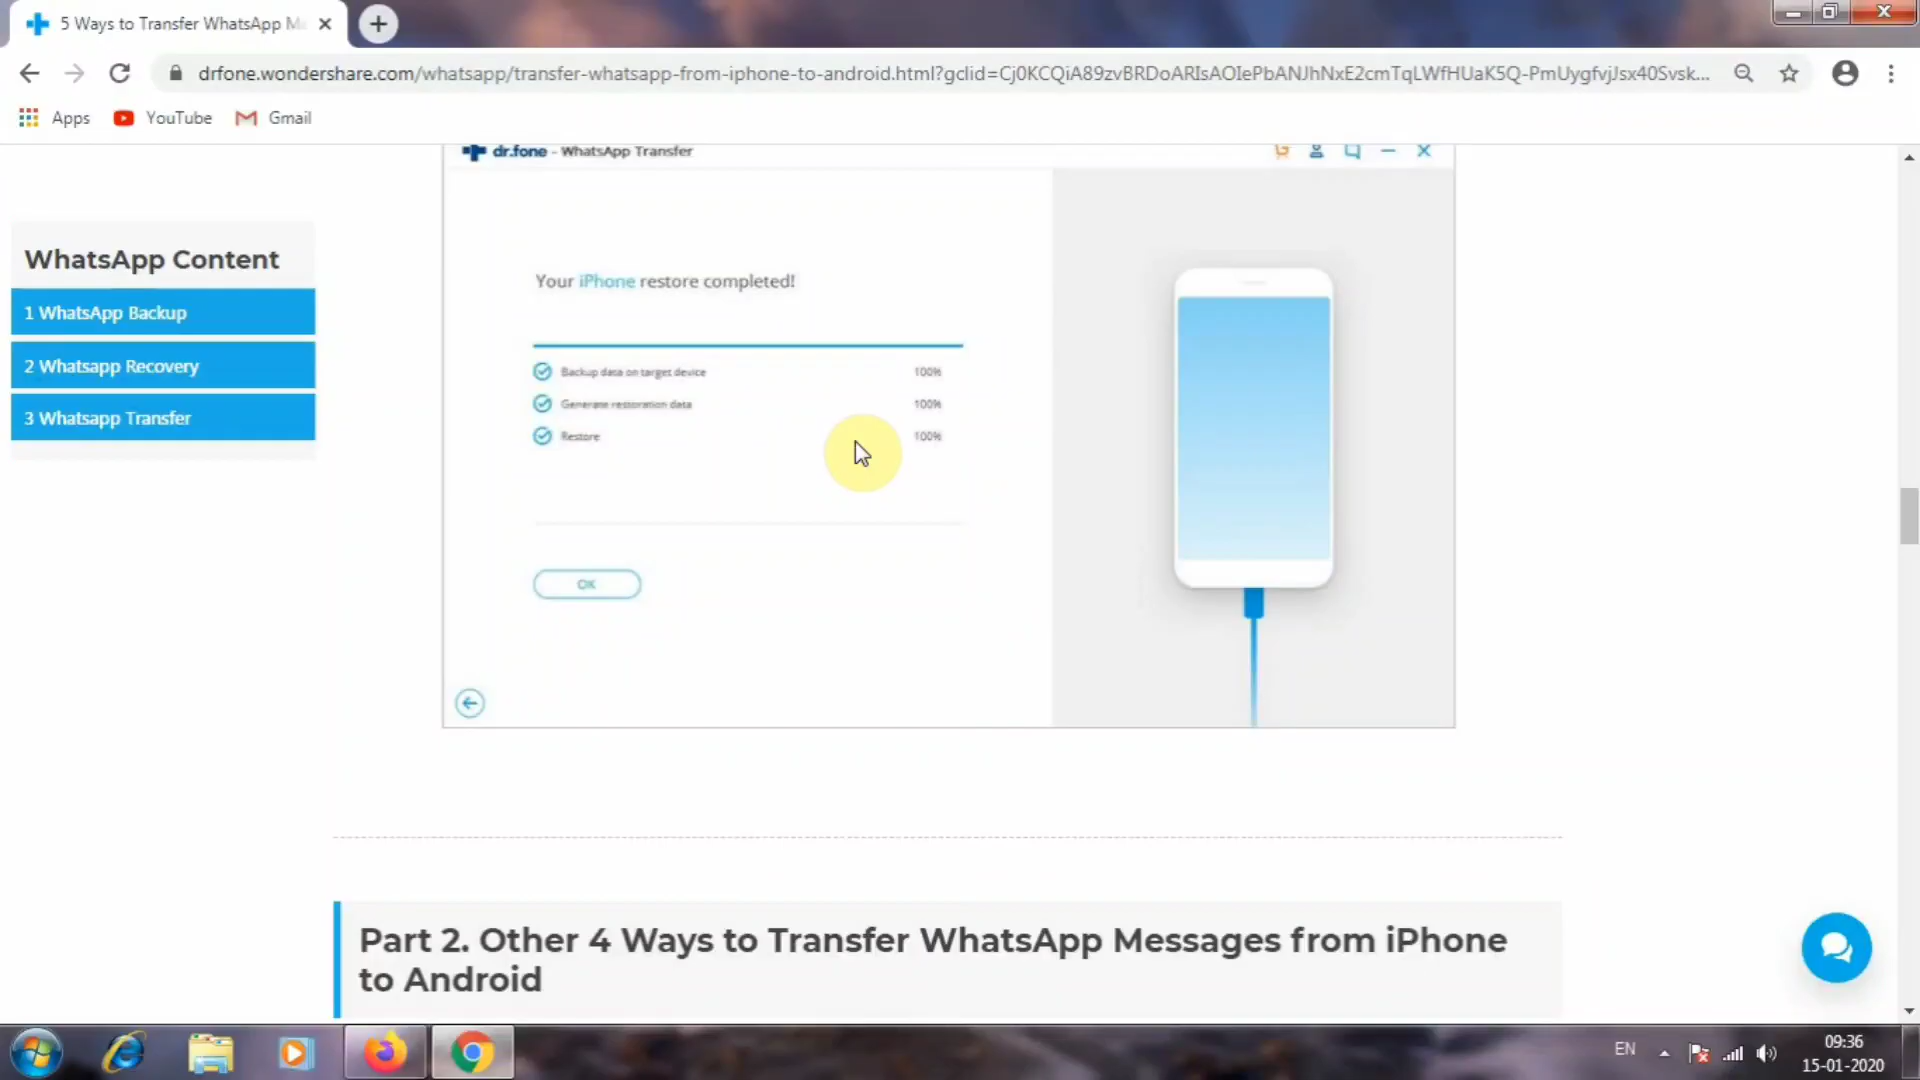 5 Ways to Transfer WhatsApp M
drfone.wondershare.com/whatsapp/transfer-whatsapp-from-iphone-to-android.html?gclid=Cj0KCQiA89zvBRDoARIsAOIePbANJhNxE2cmTqLWfHUaK5Q-PmUygfvjJsx40Svsk...
Apps YouTube Gmail
dr.fone - WhatsApp Transfer
WhatsApp Content
1 WhatsApp Backup
2 Whatsapp Recovery
3 Whatsapp Transfer
Your iPhone restore completed!
Backup data on target device 100%
Generate restoration data 100%
Restore 100%
OK
Part 2. Other 4 Ways to Transfer WhatsApp Messages from iPhone
to Android
EN
09:36
15-01-2020